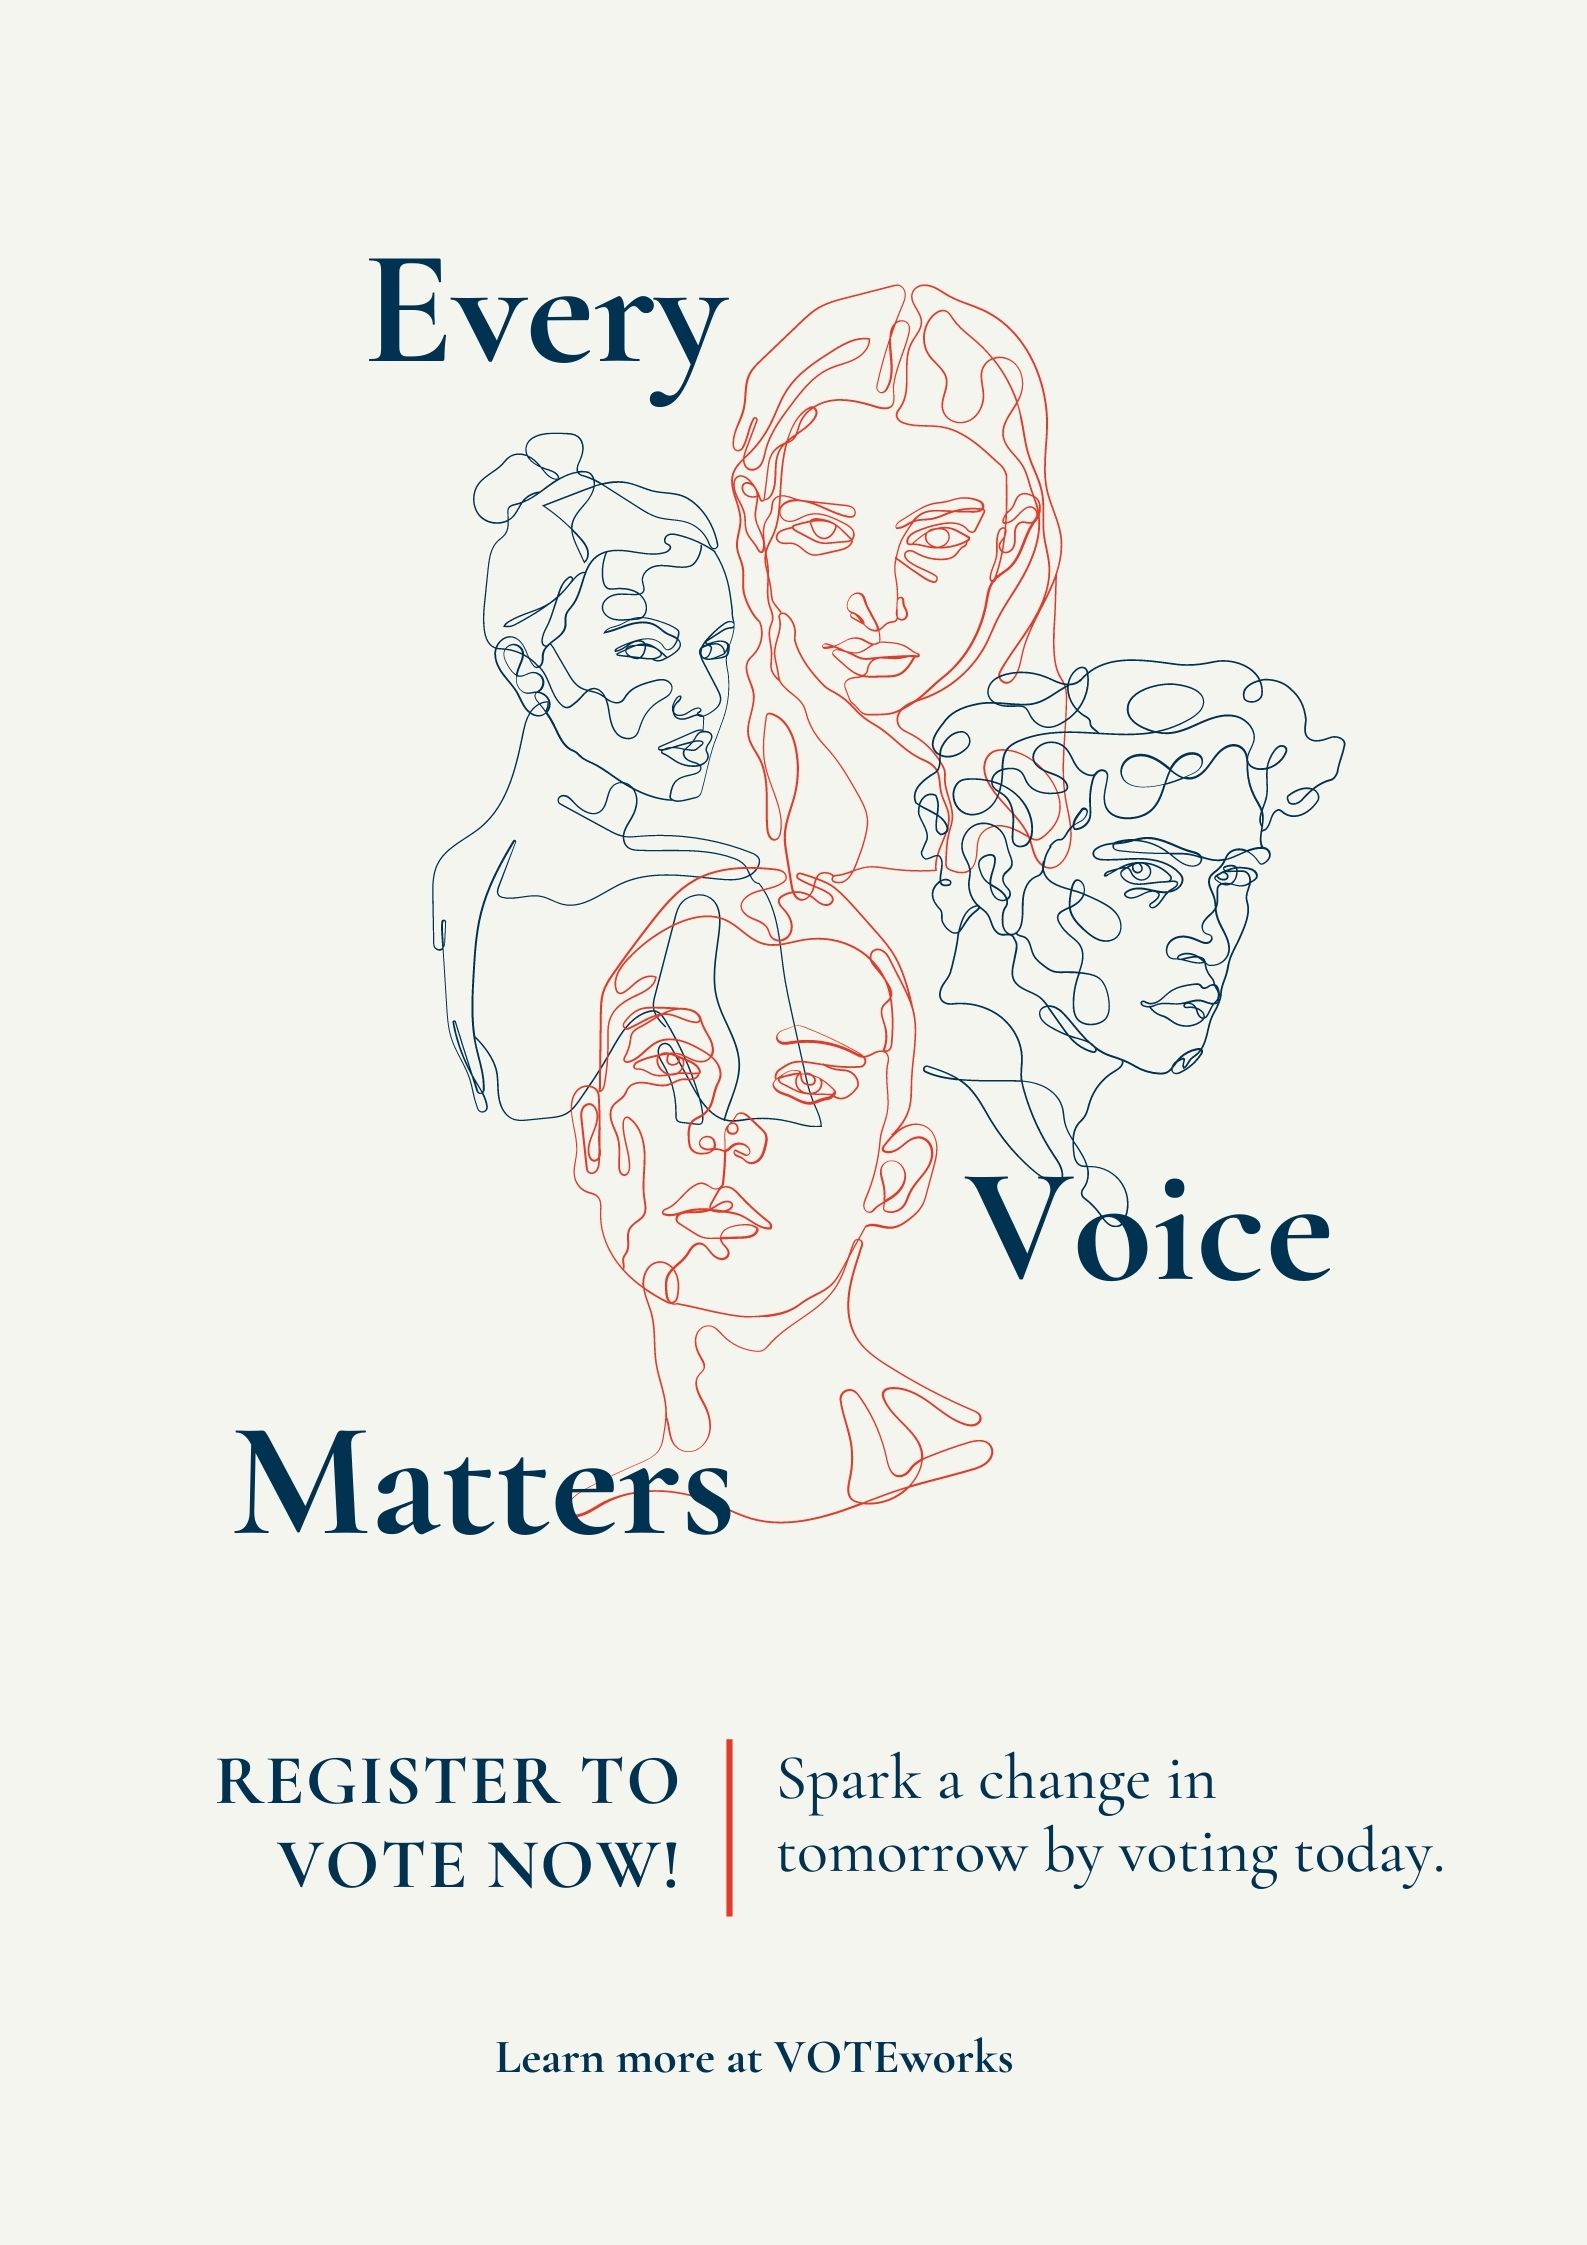 Every
Voice
Matters
REGISTER TO
VOTE NOW!
Spark a change in
tomorrow by voting today.
Learn more at VOTEworks